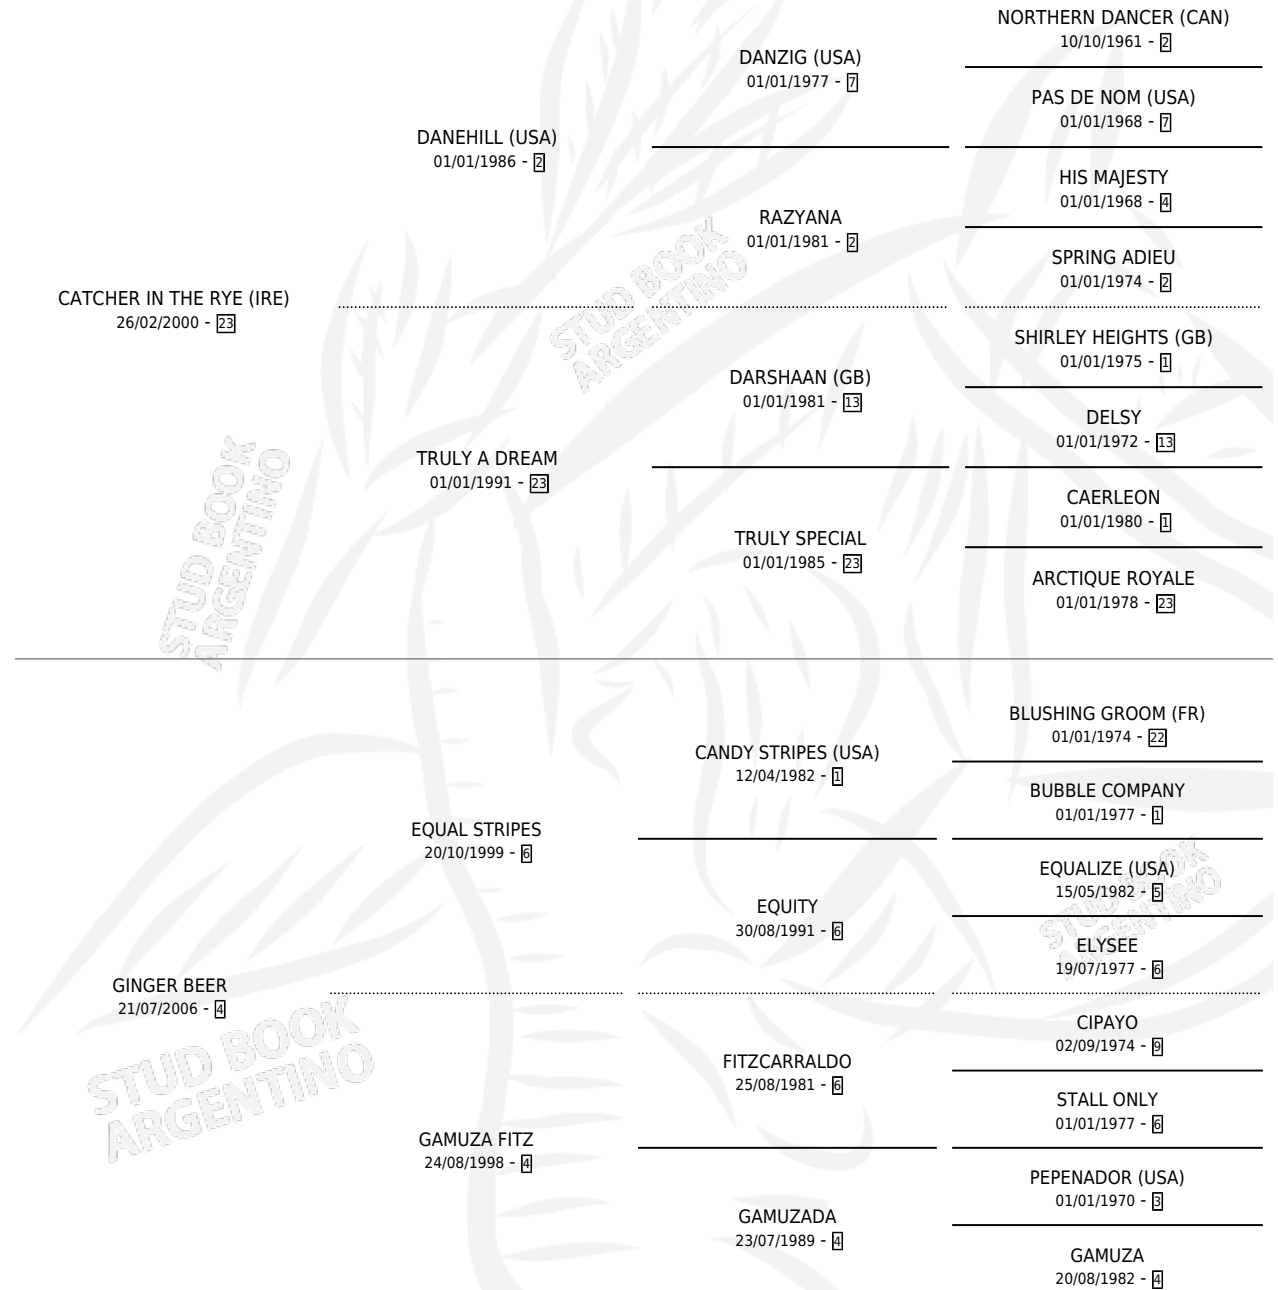 NORTHERN DANCER (CAN)
10/10/1961 - 2
DANZIG (USA)
01/01/1977 - 7
PAS DE NOM (USA)
01/01/1968 - 7
DANEHILL (USA)
01/01/1986 - 2
HIS MAJESTY
01/01/1968 - 4
RAZYANA
01/01/1981 - 2
SPRING ADIEU
01/01/1974 - 2
CATCHER IN THE RYE (IRE)
26/02/2000 - 23
SHIRLEY HEIGHTS (GB)
01/01/1975 - 1
DARSHAAN (GB)
01/01/1981 - 13
DELSY
01/01/1972 - 13
TRULY A DREAM
01/01/1991 - 23
CAERLEON
01/01/1980 - 1
TRULY SPECIAL
01/01/1985 - 23
ARCTIQUE ROYALE
01/01/1978 - 23
BLUSHING GROOM (FR)
01/01/1974 - 22
CANDY STRIPES (USA)
12/04/1982 - 1
BUBBLE COMPANY
01/01/1977 - 1
EQUAL STRIPES
20/10/1999 - 6
EQUALIZE (USA)
15/05/1982 - 5
EQUITY
30/08/1991 - 6
ELYSEE
19/07/1977 - 6
GINGER BEER
21/07/2006 - 4
CIPAYO
02/09/1974 - 9
FITZCARRALDO
25/08/1981 - 6
STALL ONLY
01/01/1977 - 6
GAMUZA FITZ
24/08/1998 - 4
PEPENADOR (USA)
01/01/1970 - 3
GAMUZADA
23/07/1989 - 4
GAMUZA
20/08/1982 - 4
STUD BOOK
ARGENTINO
STUD BOOK
ARGENTINO
STUD BOOK
ARGENTINO
STUD BOOK
ARGENTINO